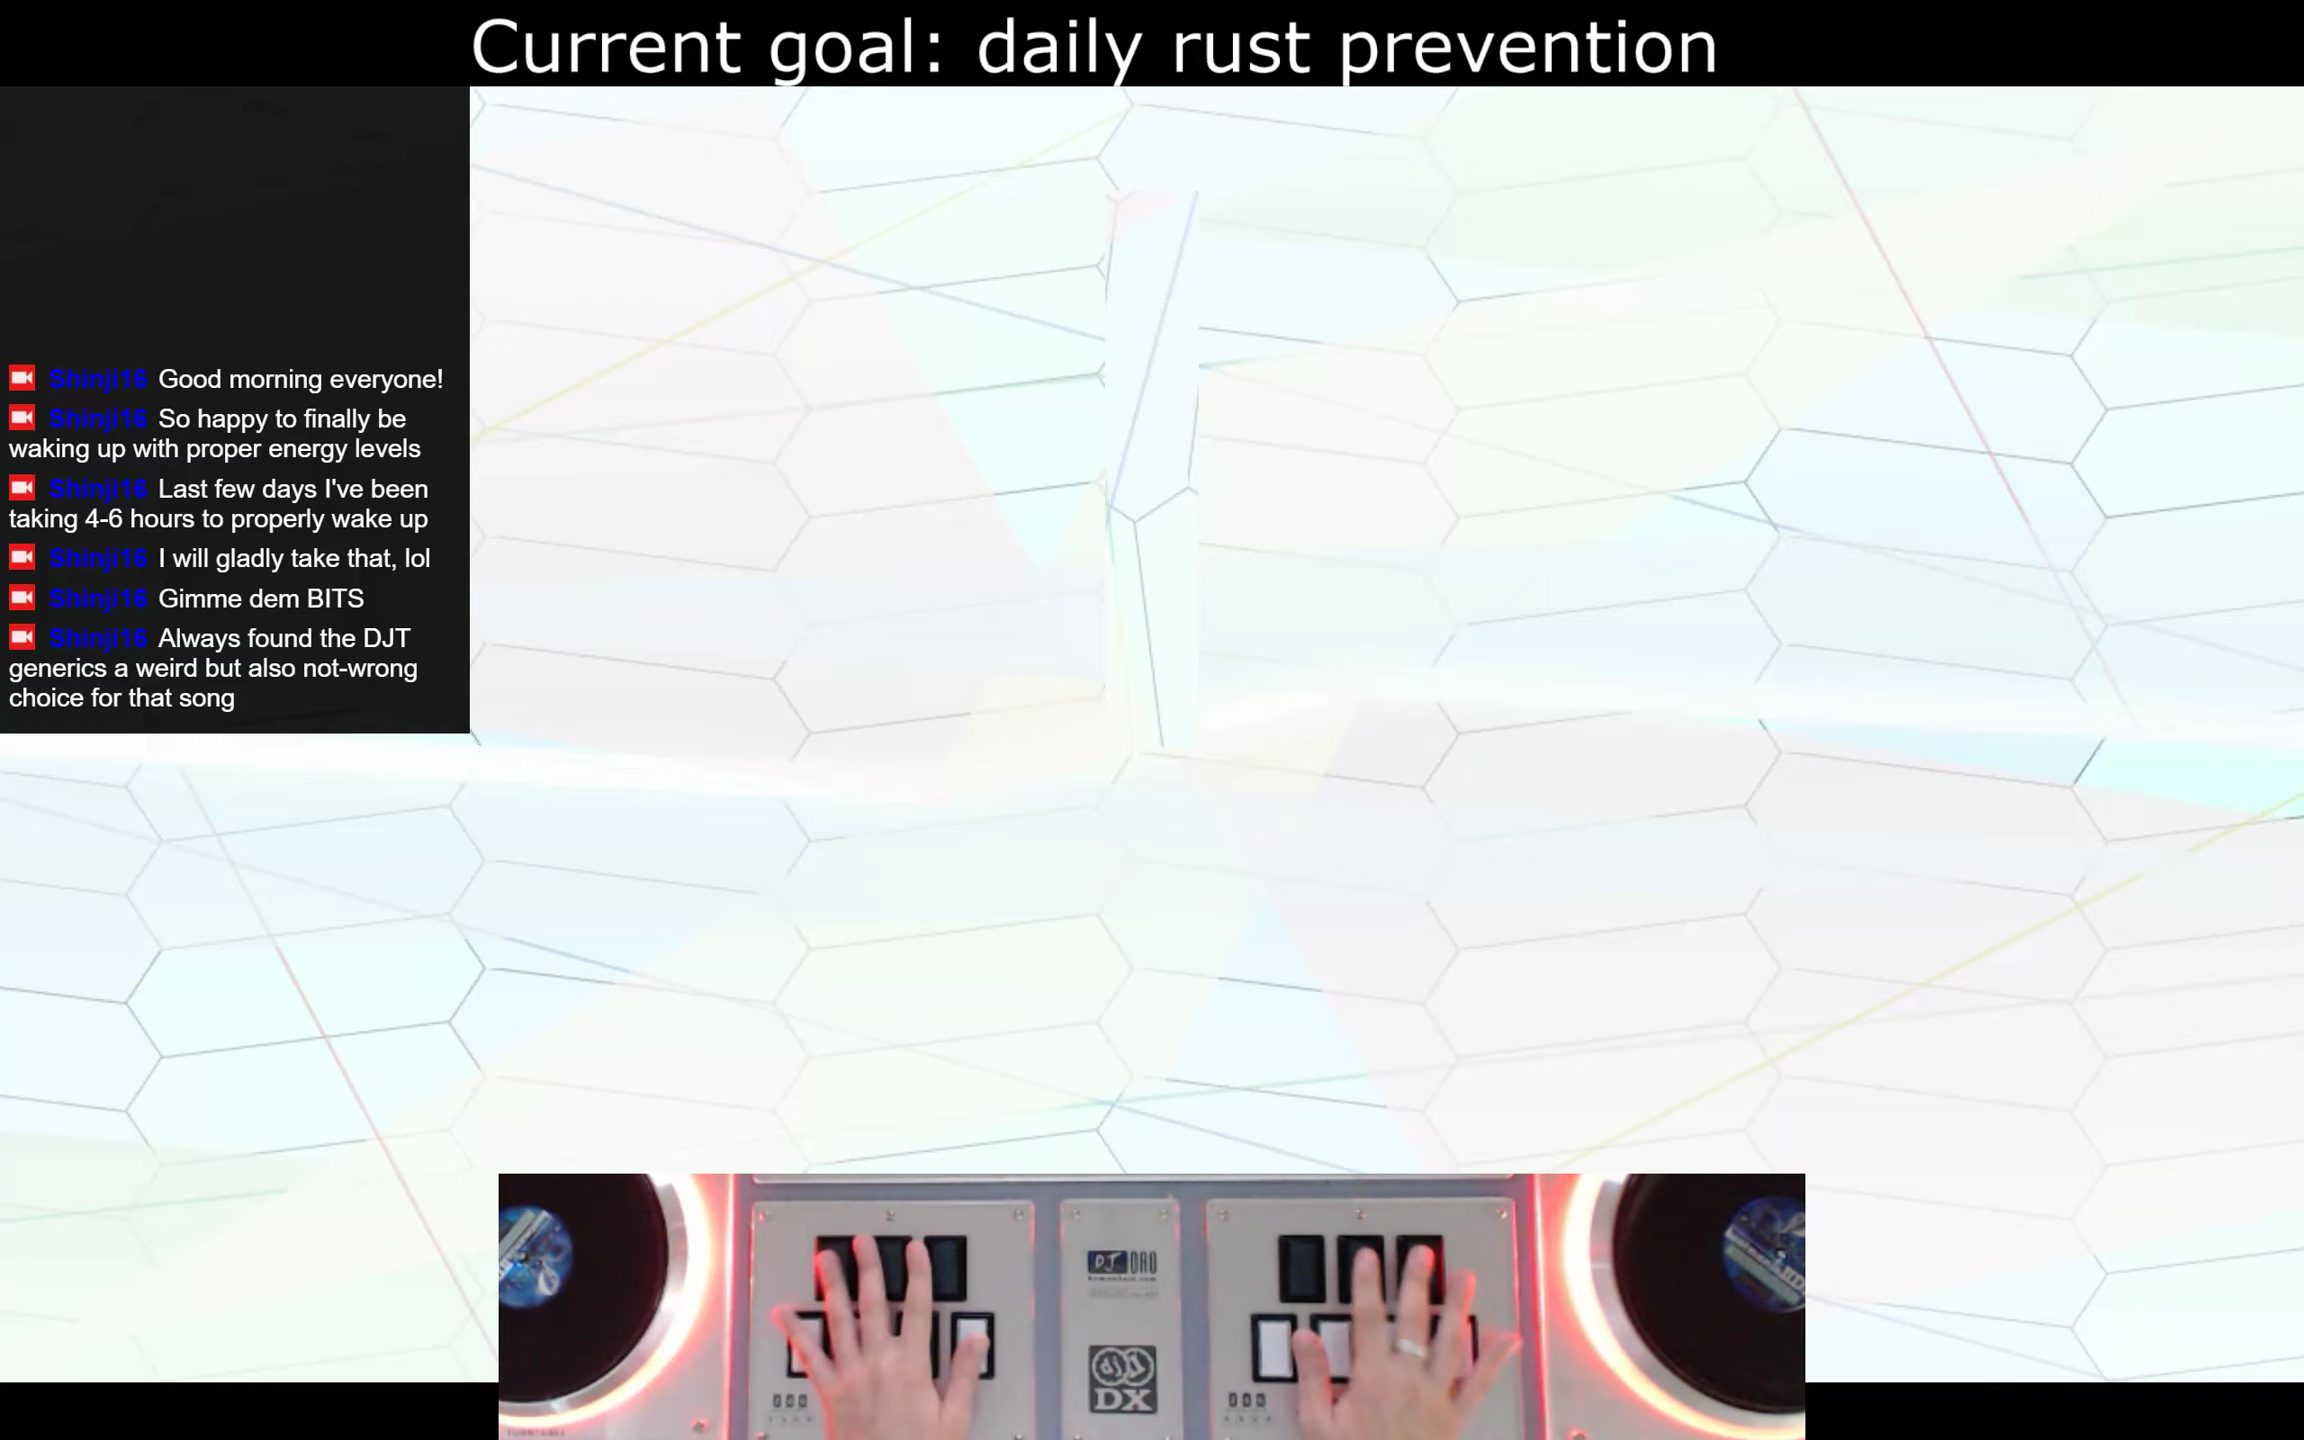 Current goal: daily rust prevention
Shinji16 Good morning everyone!
Shinji16 So happy to finally be
waking up with proper energy levels
Shinji16 Last few days I've been
taking 4-6 hours to properly wake up
Shinji16 I will gladly take that, lol
Shinji16 Gimme dem BITS
Shinji16 Always found the DJT
generics a weird but also not-wrong
choice for that song
DJ DAO
DX